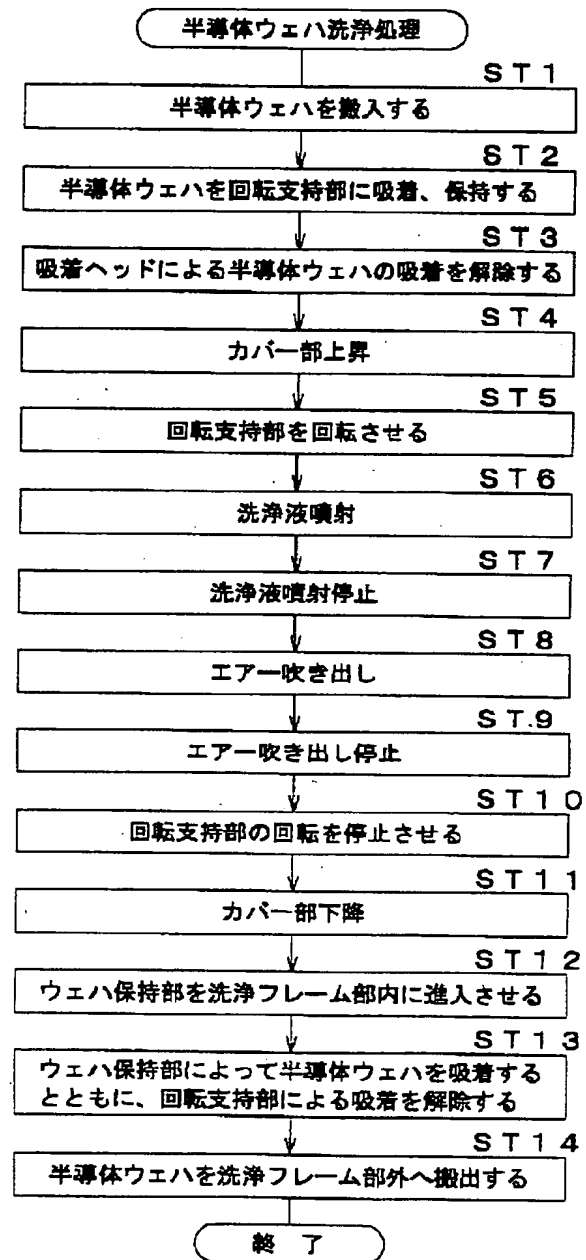 半導体ウェハ洗浄処理
ST1
半導体ウェハを搬入する
ST2
半導体ウェハを回転支持部に吸着、保持する
ST3
吸着ヘッドによる半導体ウェハの吸着を解除する
ST4
カバー部上昇
ST5
回転支持部を回転させる
ST6
洗浄液噴射
ST7
洗浄液噴射停止
ST8
エアー吹き出し
ST.9
エアー吹き出し停止
ST10
回転支持部の回転を停止させる
ST11
カバー部下降
ST12
ウェハ保持部を洗浄フレーム部内に進入させる
ST13
ウェハ保持部によって半導体ウェハを吸着する
とともに、回転支持部による吸着を解除する
ST14
半導体ウェハを洗浄フレーム部外へ搬出する
終了